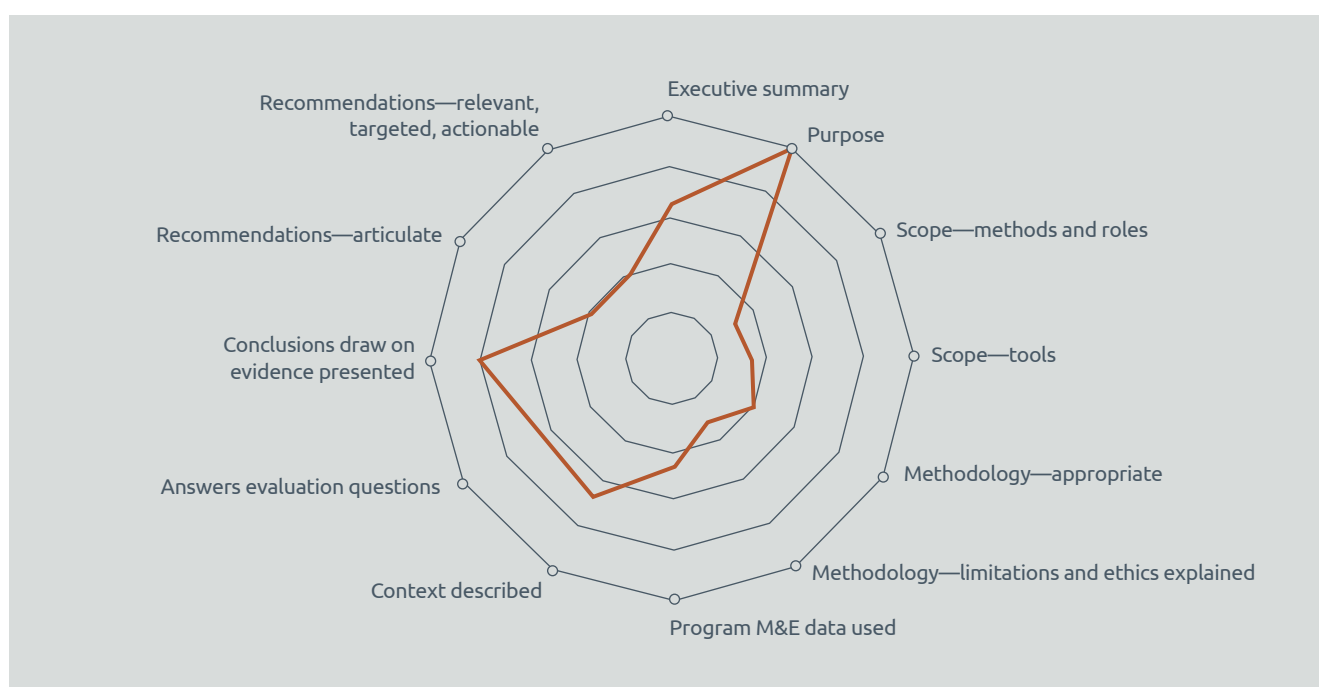 Executive summary
Purpose
Scope—methods and roles
Scope—tools
Methodology—appropriate
Methodology—limitations and ethics explained
Program M&E data used
Context described
Answers evaluation questions
Conclusions draw on
evidence presented
Recommendations—articulate
Recommendations—relevant,
targeted, actionable